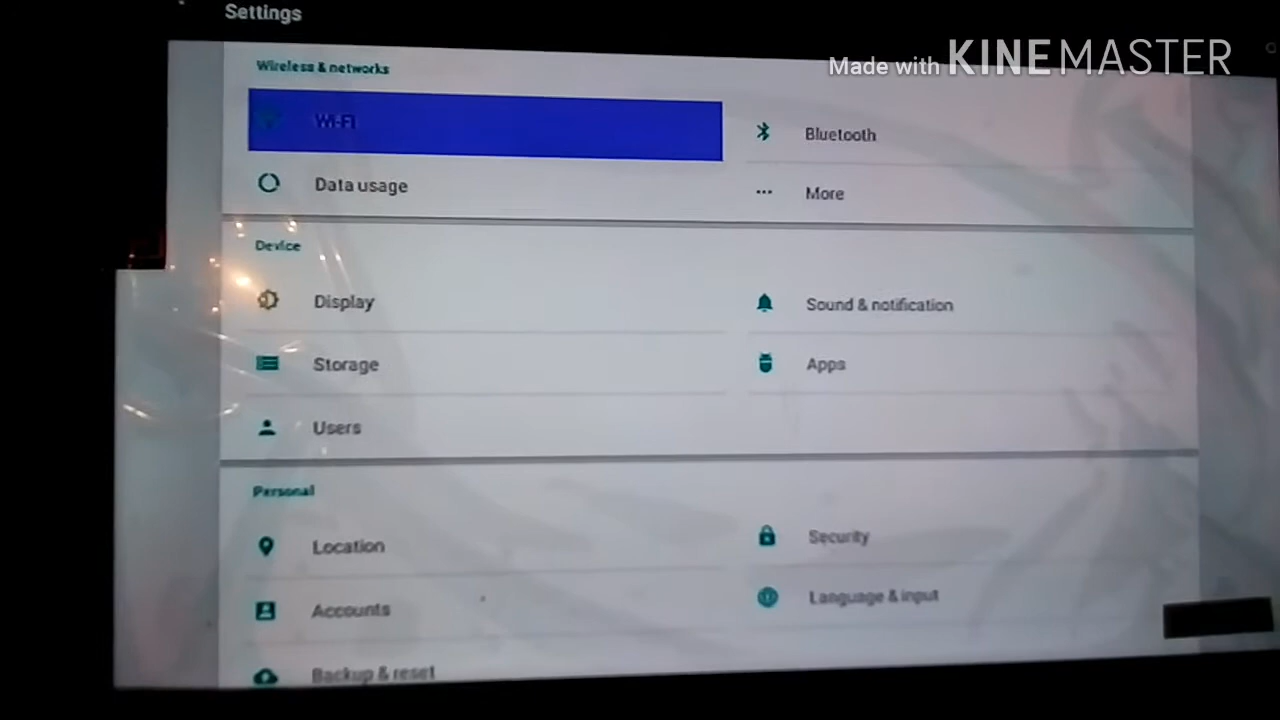 Settings
Made with KINEMASTER
Wireless & networks
Wi-Fi
Bluetooth
Data usage
More
Device
Display
Sound & notification
Storage
Apps
Users
Personal
Location
Security
Accounts
Language & input
Backup & reset